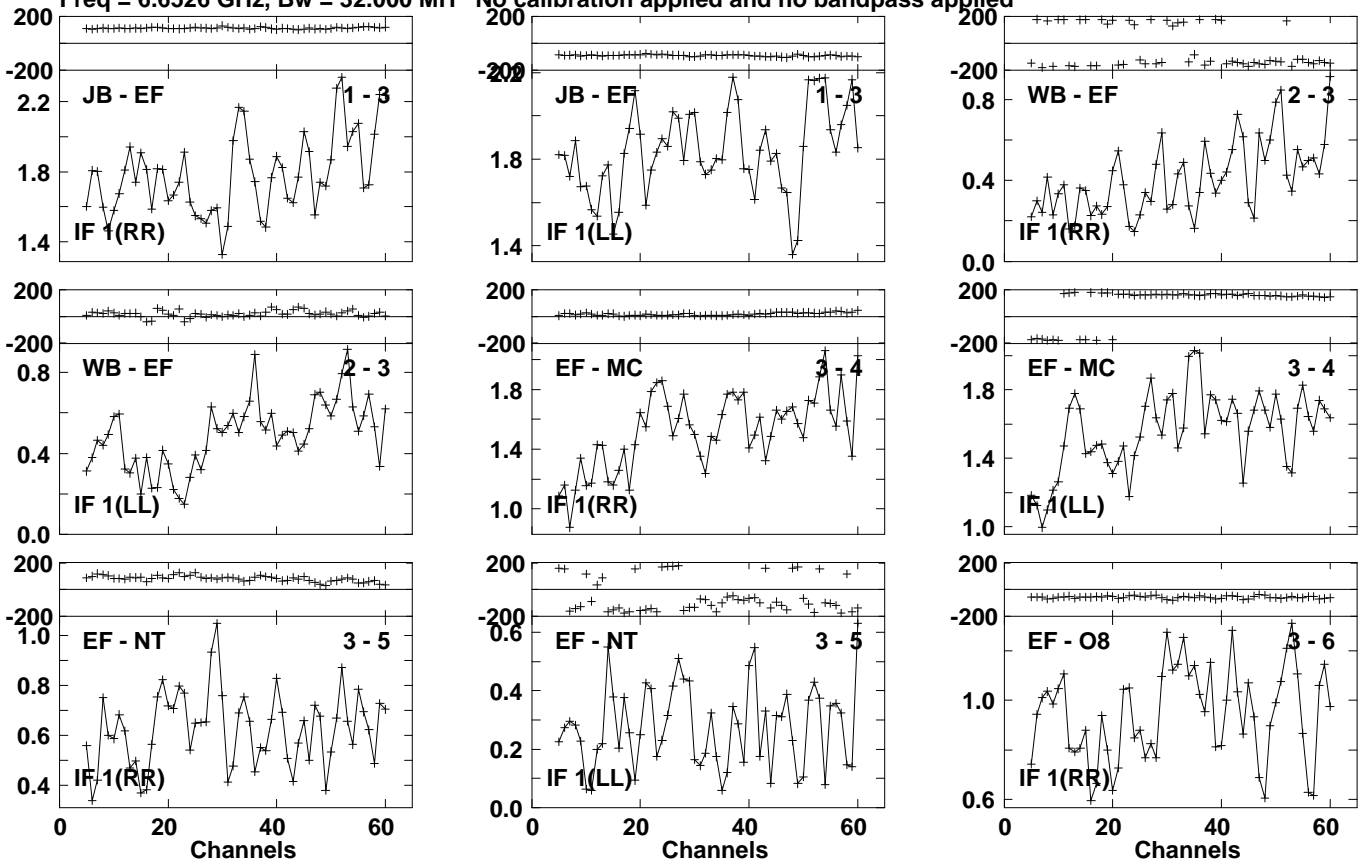 Freq = 6.6526 GHz, Bw = 32.000 MH No calibration applied and no bandpass applied
200
-200
JB - EF 1 - 3
2.2
1.8
1.4
IF 1(RR)
-200
2.2
JB - EF 1 - 3
1.8
1.4
IF 1(LL)
200
-200
WB - EF 2 - 3
0.8
0.4
0.0
IF 1(RR)
200
-200
WB - EF 2 - 3
0.8
0.4
0.0
IF 1(LL)
200
-200
EF - MC 3 - 4
1.8
1.4
1.0
IF 1(RR)
200
-200
EF - MC 3 - 4
1.8
1.4
1.0
IF 1(LL)
200
-200
EF - NT 3 - 5
1.0
0.8
0.6
0.4
IF 1(RR)
0 20 40 60
Channels
200
-200
EF - NT 3 - 5
0.6
0.4
0.2
0.0
IF 1(LL)
0 20 40 60
Channels
200
-200
EF - O8 3 - 6
1.0
0.6
IF 1(RR)
0 20 40 60
Channels